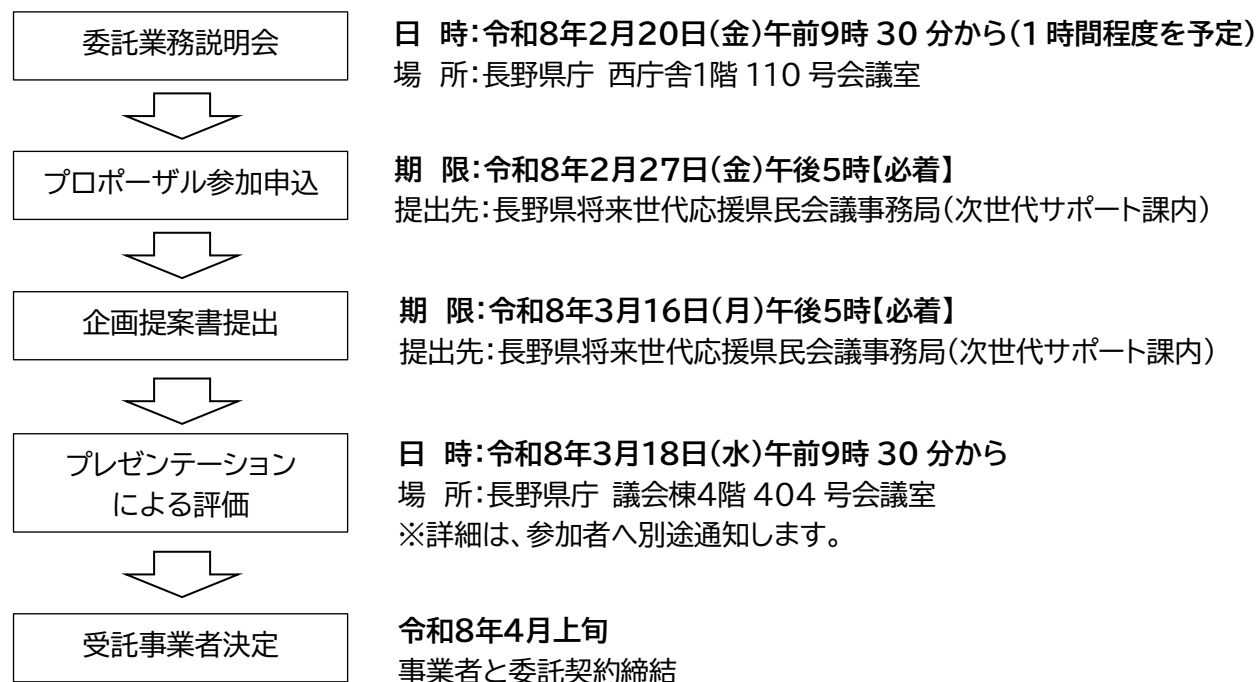 委託業務説明会
日 時：令和8年2月20日(金)午前9時 30 分から(1 時間程度を予定)
場 所：長野県庁 西庁舎1階 110 号会議室
プロポーザル参加申込
期 限：令和8年2月27日(金)午後5時【必着】
提出先：長野県将来世代応援県民会議事務局(次世代サポート課内)
企画提案書提出
期 限：令和8年3月16日(月)午後5時【必着】
提出先：長野県将来世代応援県民会議事務局(次世代サポート課内)
プレゼンテーション
による評価
日 時：令和8年3月18日(水)午前9時 30 分から
場 所：長野県庁 議会棟4階 404 号会議室
※詳細は、参加者へ別途通知します。
受託事業者決定
令和8年4月上旬
事業者と委託契約締結